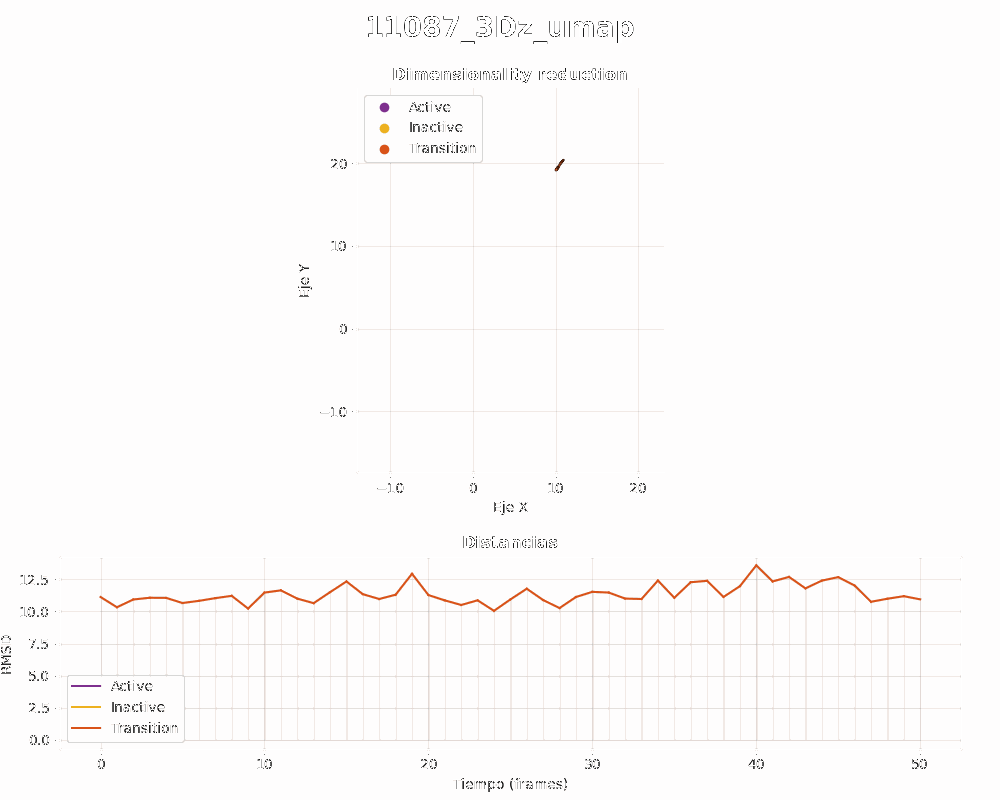 11087_3Dz_umap
Dimensionality reduction
Active
Inactive
Transition
20
10
0
−10
Eje Y
−10 0 10 20
Eje X
Distancias
12.5
10.0
7.5
5.0
2.5
0.0
RMSD
Active
Inactive
Transition
0 10 20 30 40 50
Tiempo (frames)